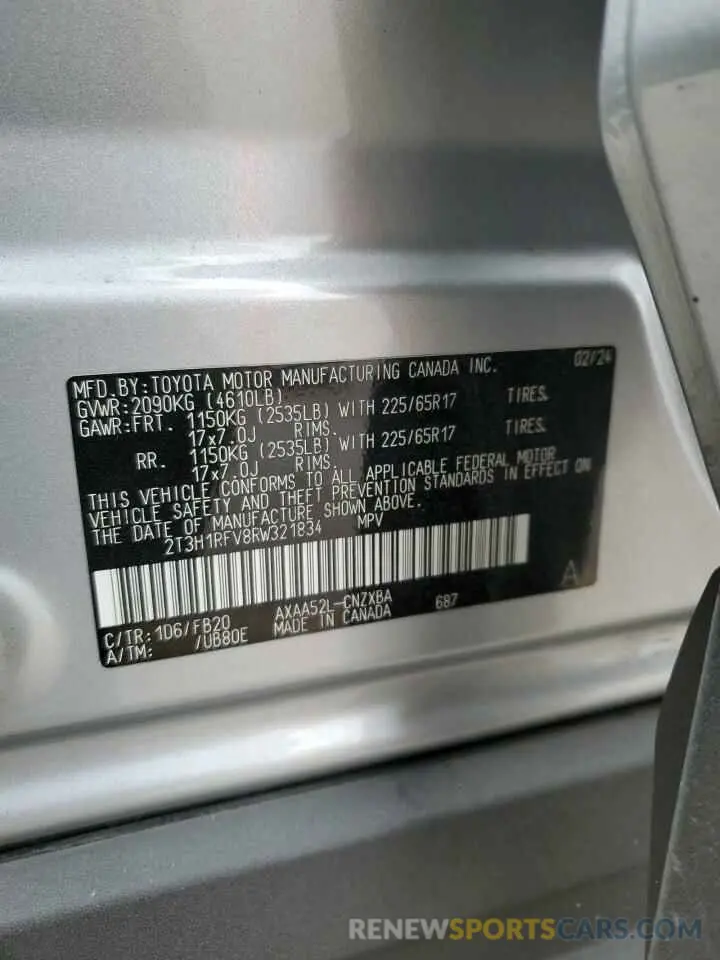 MFD. BY: TOYOTA MOTOR MANUFACTURING CANADA INC. 02/24
GVWR: 2090KG (4610LB)
GAWR: FRT. 1150KG (2535LB) WITH 225/65R17 TIRES,
17x7.0J RIMS.
RR. 1150KG (2535LB) WITH 225/65R17 TIRES,
17x7.0J RIMS.
THIS VEHICLE CONFORMS TO ALL APPLICABLE FEDERAL MOTOR
VEHICLE SAFETY AND THEFT PREVENTION STANDARDS IN EFFECT ON
THE DATE OF MANUFACTURE SHOWN ABOVE.
2T3H1RFV8RW321834 MPV
A
C/TR: 1D6/FB20 AXAA52L-CNZXBA 687
A/TM: /UB80E MADE IN CANADA
RENEWSPORTSCARS.COM